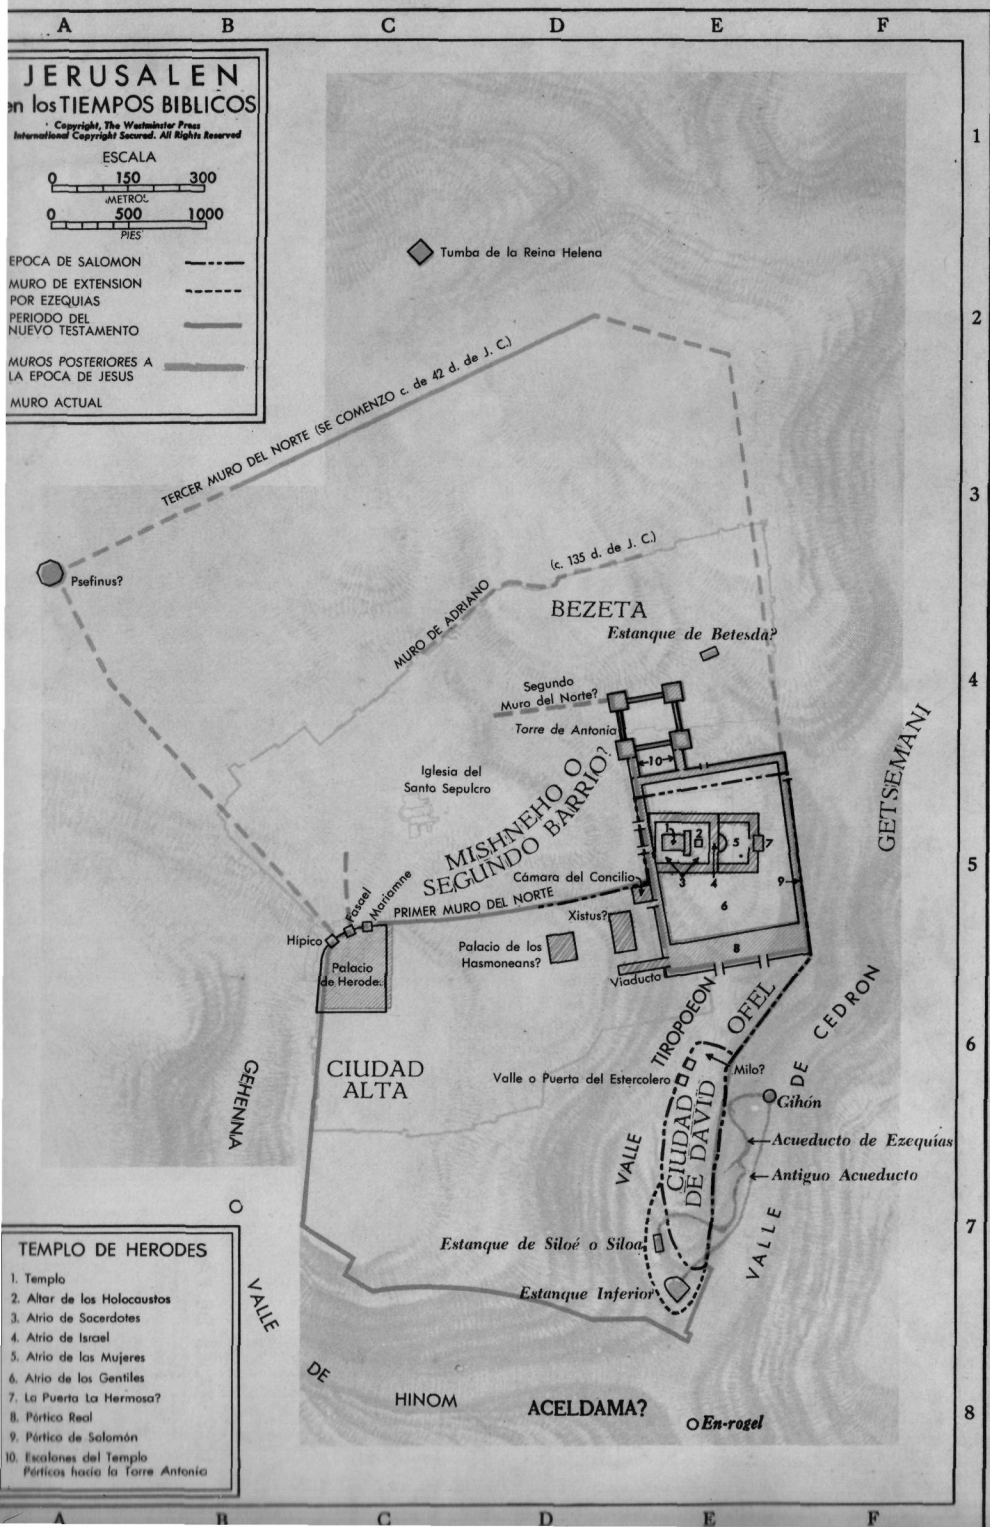 A B C D E F
JERUSALEN
en los TIEMPOS BIBLICOS
Copyright, The Westminster Press
International Copyright Secured. All Rights Reserved
ESCALA
0 150 300
METROS
0 500 1000
PIES
EPOCA DE SALOMON
MURO DE EXTENSION
POR EZEQUIAS
PERIODO DEL
NUEVO TESTAMENTO
MUROS POSTERIORES A
LA EPOCA DE JESUS
MURO ACTUAL
1
2
3
4
5
6
7
8
Tumba de la Reina Helena
TERCER MURO DEL NORTE (SE COMENZO c. de 42 d. de J. C.)
Psefinus?
MURO DE ADRIANO
(c. 135 d. de J. C.)
BEZETA
Estanque de Betesda?
Segundo
Muro del Norte?
Torre de Antonia
10
Iglesia del
Santo Sepulcro
MISHNEHO O
SEGUNDO BARRIO?
GETSEMANI
1 2 5 7
3 4 9
6
8
Cámara del Concilio
PRIMER MURO DEL NORTE
Fasael
Mariamne
Hípico
Palacio
de Herode
Xistus?
Palacio de los
Hasmoneans?
Viaducto
TIROPOEON
OFEL
CEDRON
DE
VALLE
CIUDAD
ALTA
GEHENNA
Valle o Puerta del Estercolero
Milo?
CIUDAD
DE DAVID
VALLE
Gihón
Acueducto de Ezequías
Antiguo Acueducto
Estanque de Siloé o Siloa
Estanque Inferior
VALLE
DE
HINOM
ACELDAMA?
En-rogel
TEMPLO DE HERODES
1. Templo
2. Altar de los Holocaustos
3. Atrio de Sacerdotes
4. Atrio de Israel
5. Atrio de las Mujeres
6. Atrio de los Gentiles
7. La Puerta La Hermosa?
8. Pórtico Real
9. Pórtico de Salomón
10. Escalones del Templo
Pórticos hacia la Torre Antonia
A B C D E F